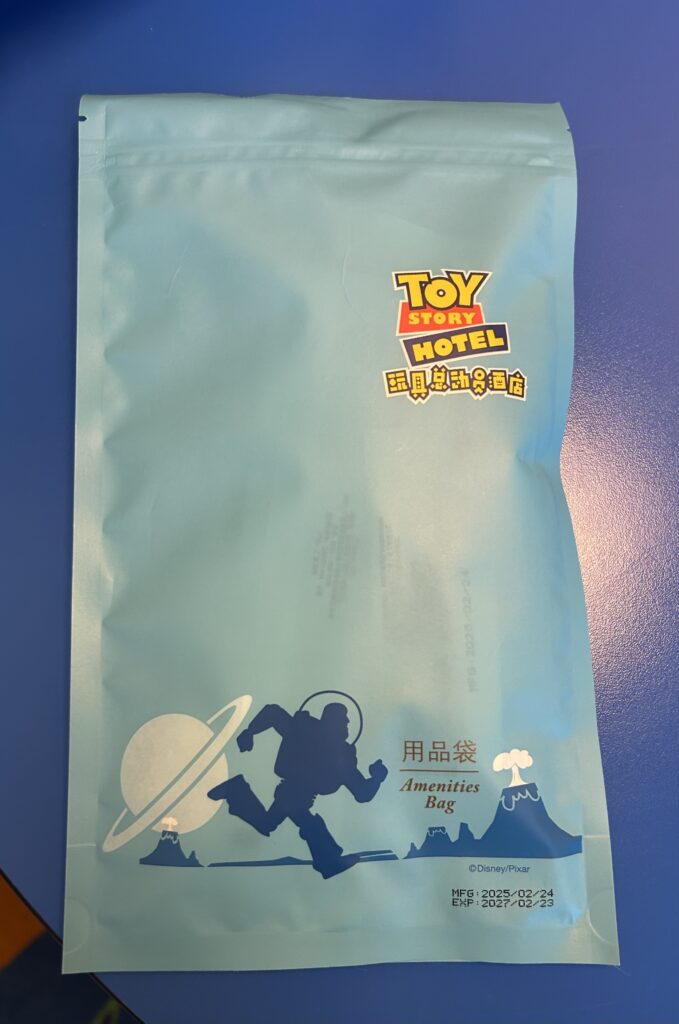 TOY
STORY
HOTEL
玩具总动员酒店
用品袋
Amenities
Bag
©Disney/Pixar
MFG:2025/02/24
EXP:2027/02/23